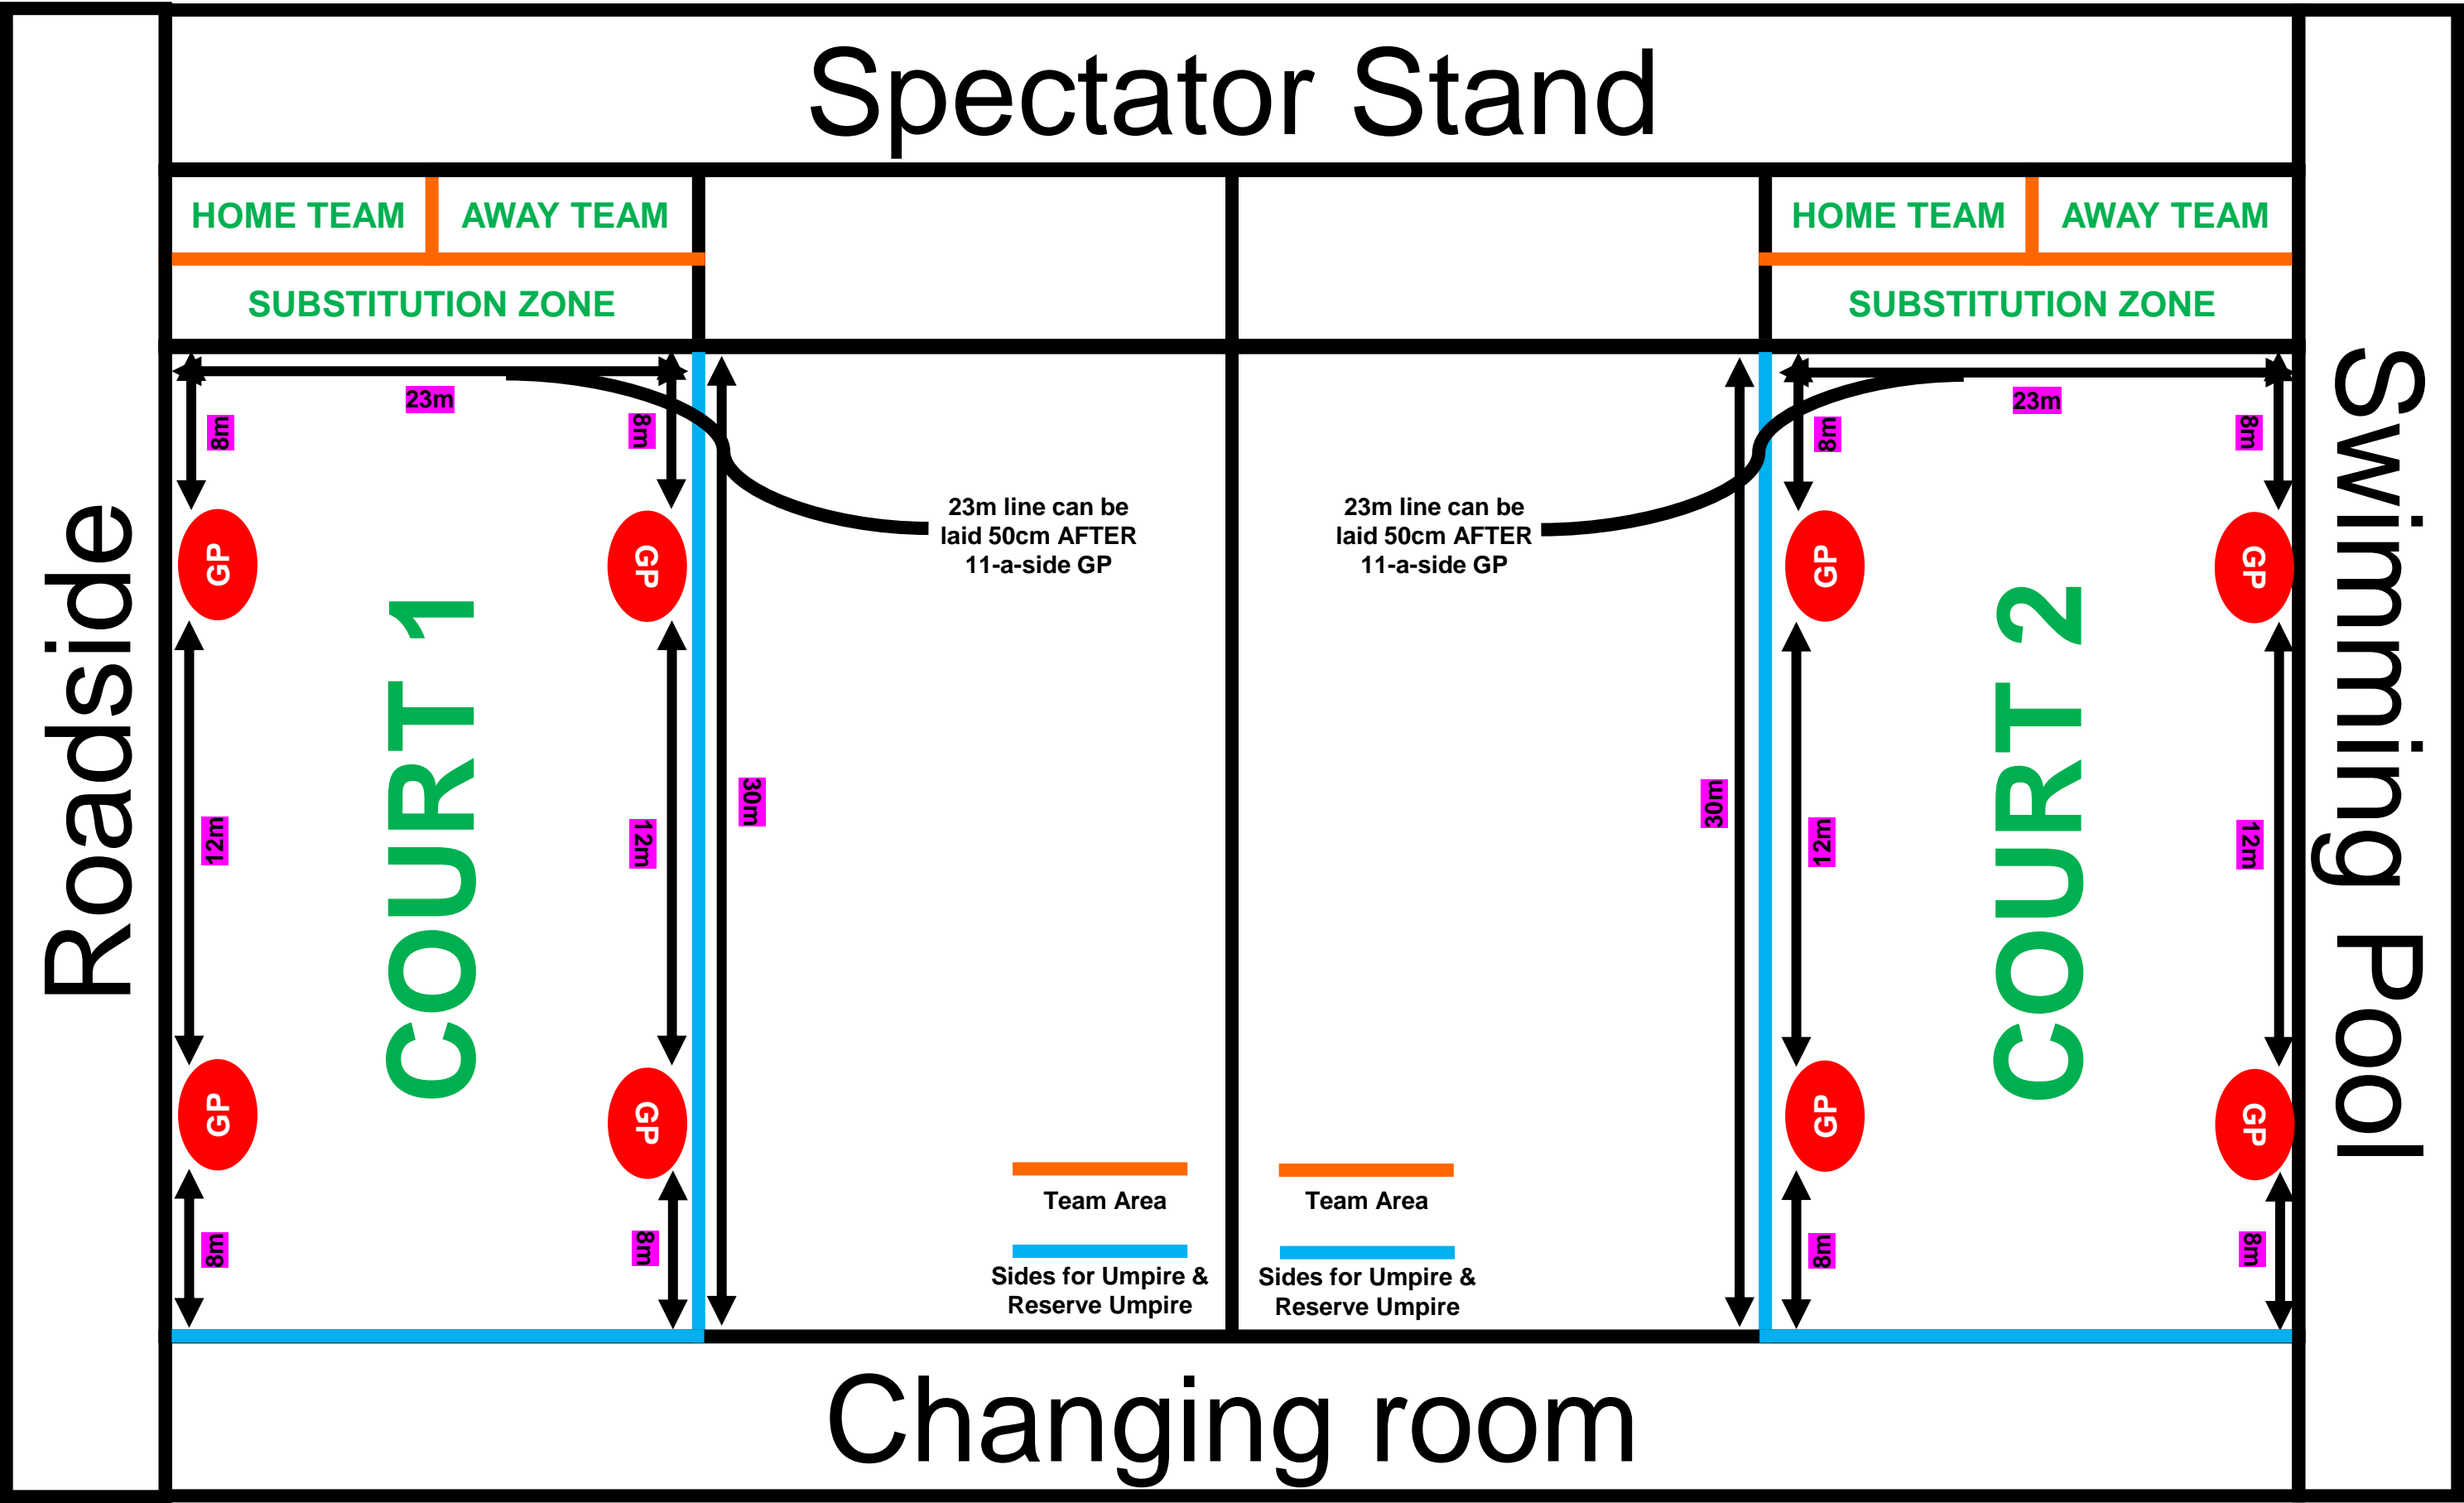 Spectator Stand
HOME TEAM
AWAY TEAM
HOME TEAM
AWAY TEAM
SUBSTITUTION ZONE
SUBSTITUTION ZONE
23m
23m
8m
8m
8m
8m
23m line can be
laid 50cm AFTER
11-a-side GP
23m line can be
laid 50cm AFTER
11-a-side GP
GP
GP
GP
GP
Roadside
COURT 1
COURT 2
Swimming Pool
30m
30m
12m
12m
12m
12m
GP
GP
GP
GP
Team Area
Team Area
8m
8m
8m
8m
Sides for Umpire &
Reserve Umpire
Sides for Umpire &
Reserve Umpire
Changing room